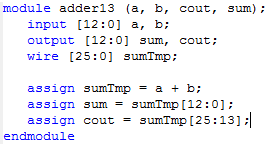 module adder13 (a, b, cout, sum);
input [12:0] a, b;
output [12:0] sum, cout;
wire [25:0] sumTmp;
assign sumTmp = a + b;
assign sum = sumTmp[12:0];
assign cout = sumTmp[25:13];
endmodule